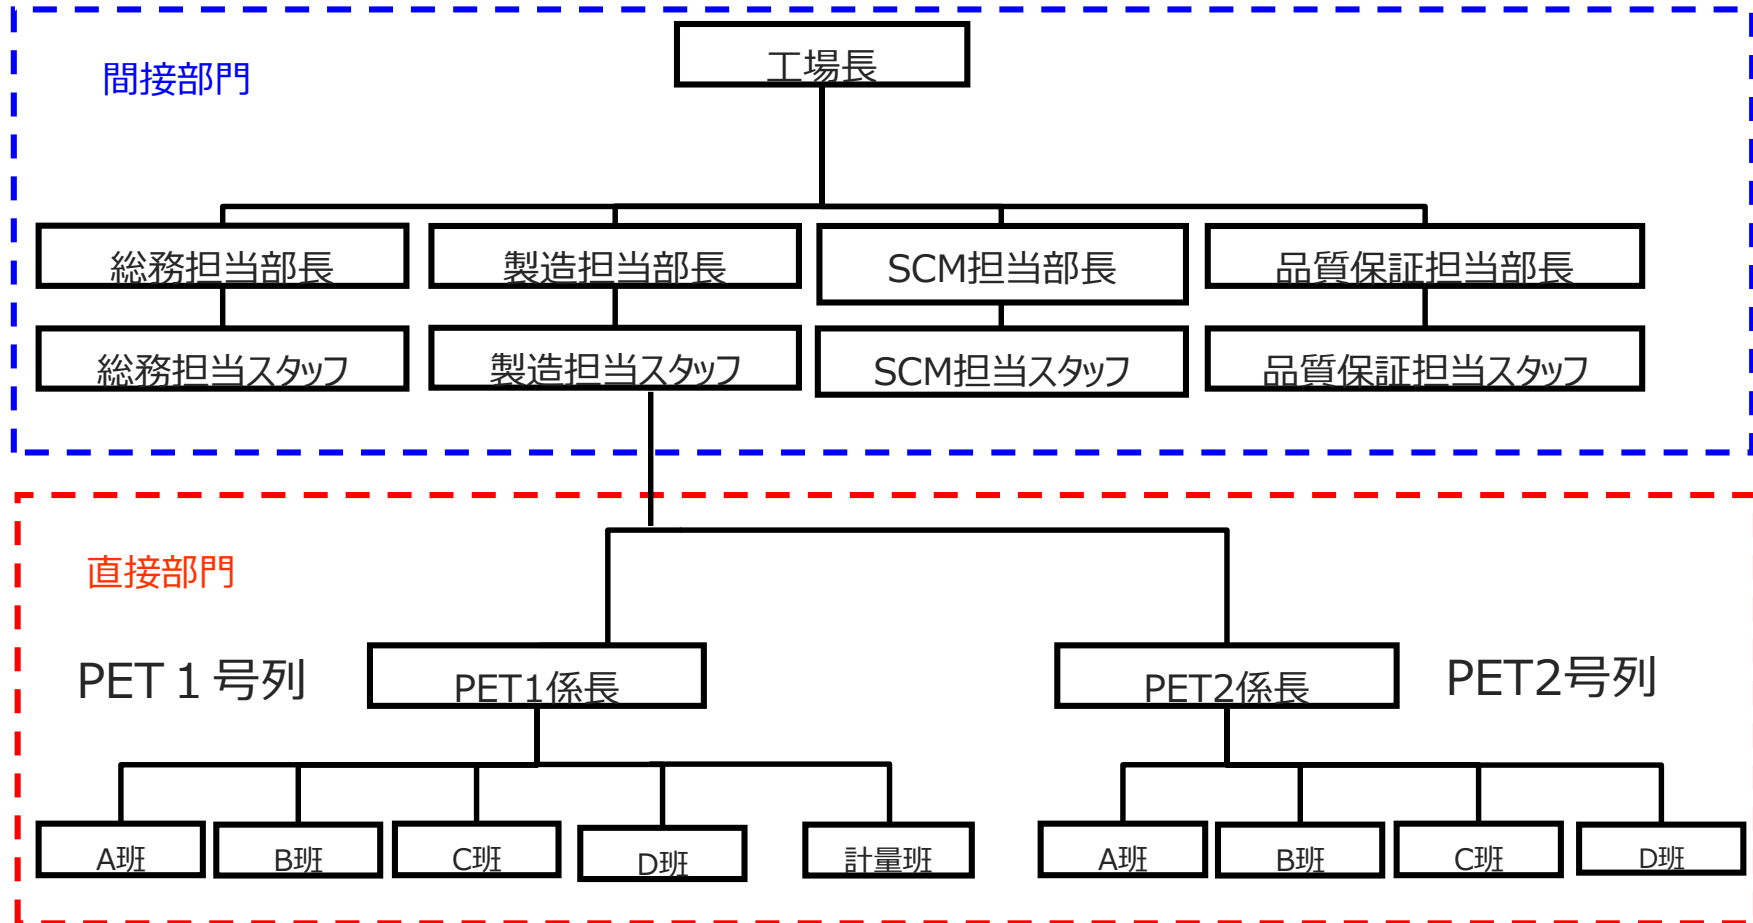 工場長
間接部門
総務担当部長
製造担当部長
SCM担当部長
品質保証担当部長
総務担当スタッフ
製造担当スタッフ
SCM担当スタッフ
品質保証担当スタッフ
直接部門
PET１号列
PET1係長
PET2係長
PET2号列
A班
B班
C班
D班
計量班
A班
B班
C班
D班